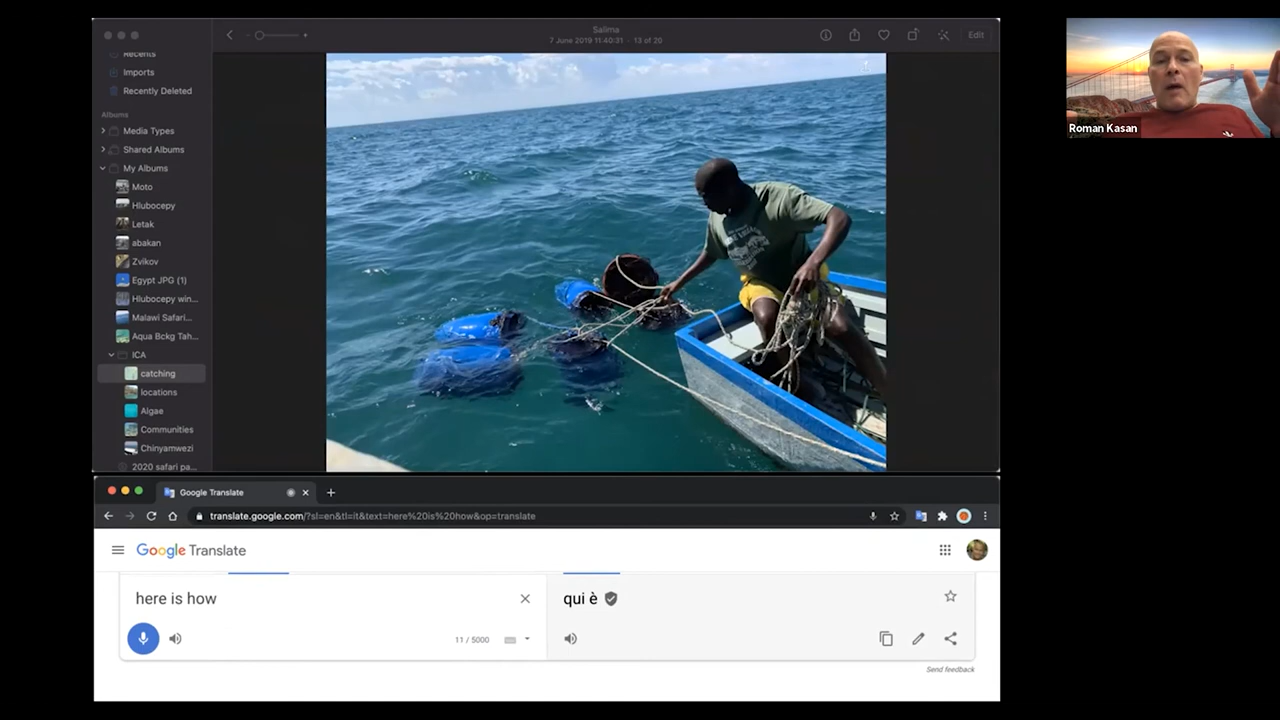 Salima
7 June 2019 11:40:31 · 13 of 20
Edit
Recents
Imports
Recently Deleted
Albums
Media Types
Shared Albums
My Albums
Moto
Hlubocepy
Letak
abakan
Zvikov
Egypt JPG (1)
Hlubocepy win...
Malawi Safari...
Aqua Bckg Tah...
ICA
catching
locations
Algae
Communities
Chinyamwezi
2020 safari pa...
Roman Kasan
Google Translate
translate.google.com/?sl=en&tl=it&text=here%20is%20how&op=translate
Google Translate
here is how
qui è
11 / 5000
Send feedback